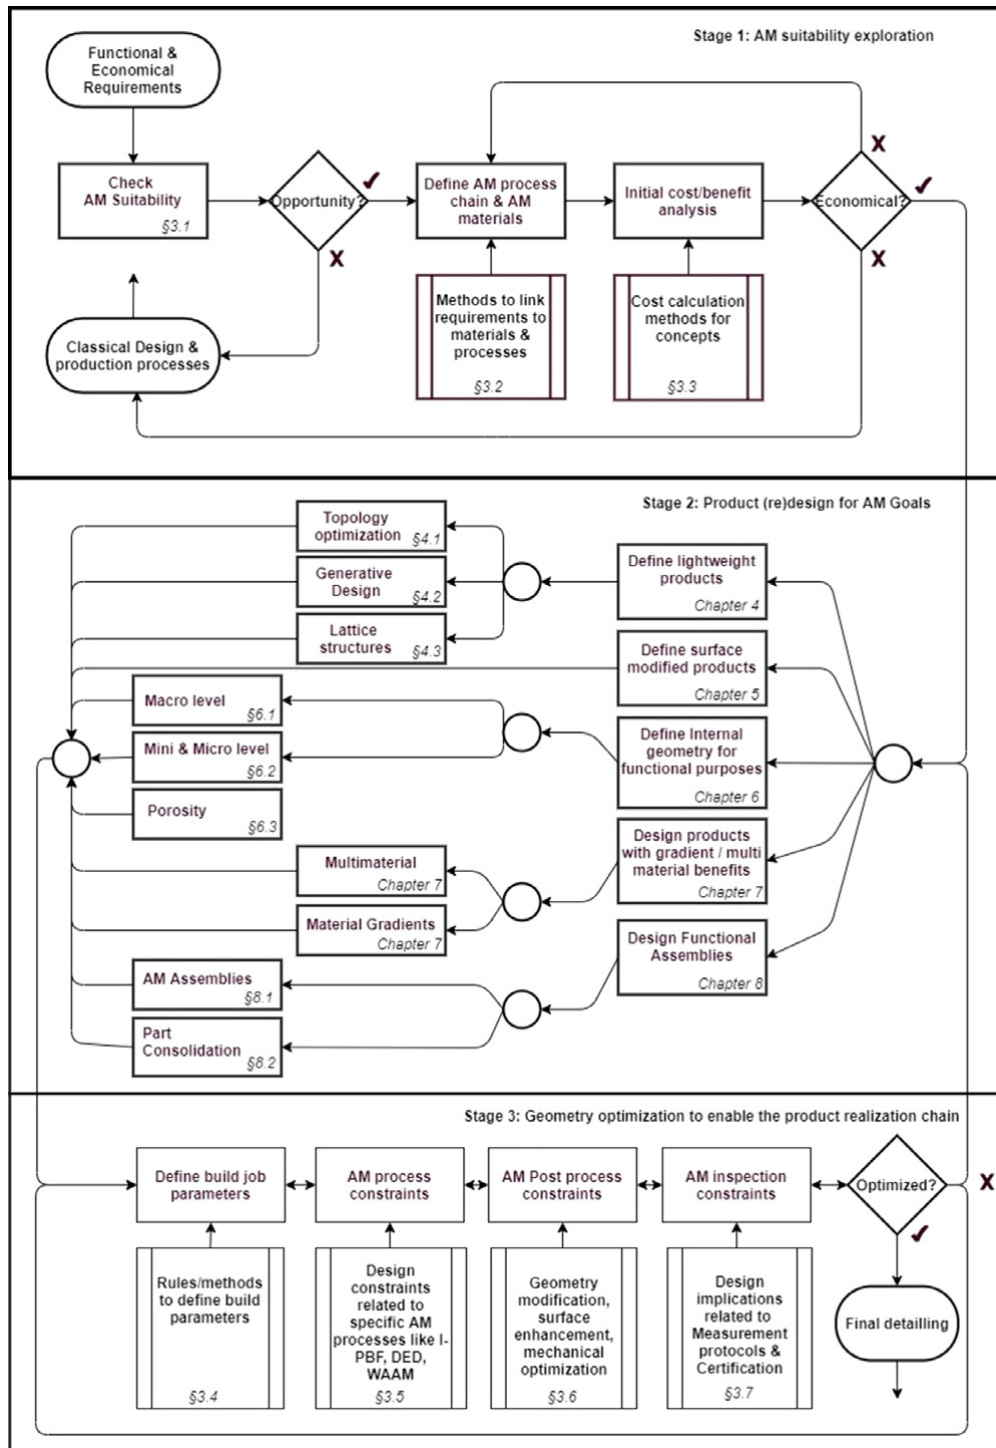 Stage 1: AM suitability exploration
Functional &
Economical
Requirements
Check
AM Suitability
§3.1
Opportunity?
Define AM process
chain & AM
materials
Initial cost/benefit
analysis
Economical?
X
X
X
Methods to link
requirements to
materials &
processes
§3.2
Cost calculation
methods for
concepts
§3.3
Classical Design &
production processes
Stage 2: Product (re)design for AM Goals
Topology
optimization
§4.1
Generative
Design
§4.2
Lattice
structures
§4.3
Define lightweight
products
Chapter 4
Define surface
modified products
Chapter 5
Macro level
§6.1
Mini & Micro level
§6.2
Porosity
§6.3
Define Internal
geometry for
functional purposes
Chapter 6
Multimaterial
Chapter 7
Material Gradients
Chapter 7
Design products
with gradient / multi
material benefits
Chapter 7
AM Assemblies
§8.1
Part
Consolidation
§8.2
Design Functional
Assemblies
Chapter 8
Stage 3: Geometry optimization to enable the product realization chain
Define build job
parameters
AM process
constraints
AM Post process
constraints
AM inspection
constraints
Optimized?
X
Rules/methods
to define build
parameters
§3.4
Design
constraints
related to
specific AM
processes like l-
PBF, DED,
WAAM
§3.5
Geometry
modification,
surface
enhancement,
mechanical
optimization
§3.6
Design
implications
related to
Measurement
protocols &
Certification
§3.7
Final detailling